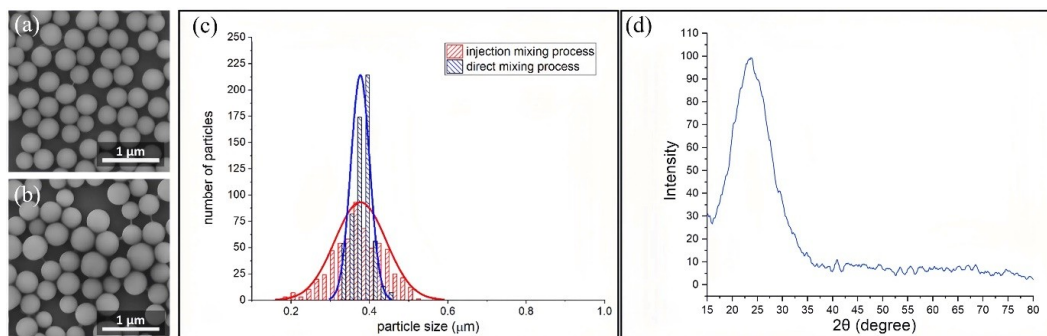 (a)
1 µm
(b)
1 µm
(c)
250
225
200
175
150
125
100
75
50
25
0
number of particles
injection mixing process
direct mixing process
0.2
0.4
0.6
0.8
1.0
particle size (µm)
(d)
110
100
90
80
70
60
50
40
30
20
10
0
Intensity
15 20 25 30 35 40 45 50 55 60 65 70 75 80
2θ (degree)